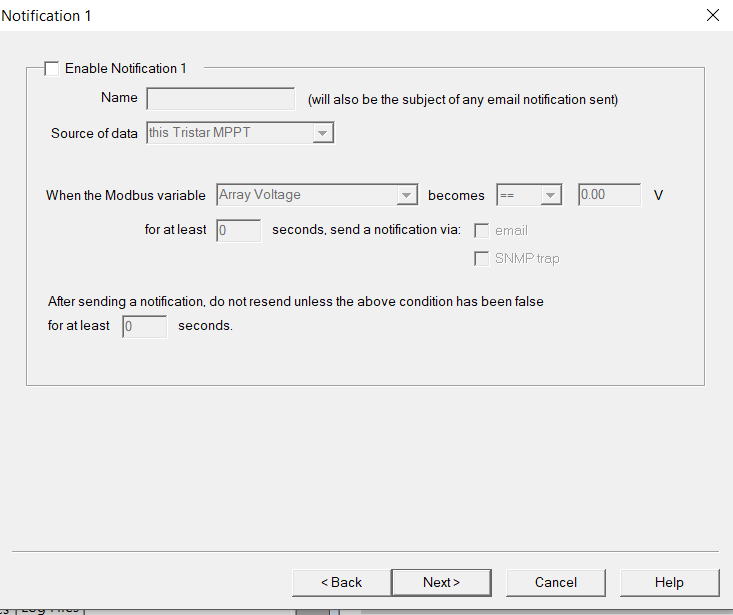 Notification 1
Enable Notification 1
Name (will also be the subject of any email notification sent)
Source of data this Tristar MPPT
When the Modbus variable Array Voltage becomes == 0.00 V
for at least 0 seconds, send a notification via: email
SNMP trap
After sending a notification, do not resend unless the above condition has been false
for at least 0 seconds.
< Back Next > Cancel Help